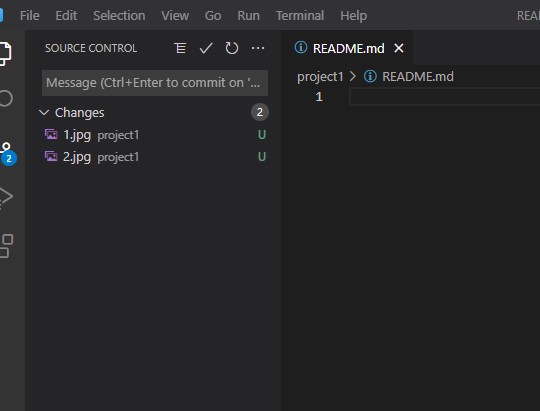 File Edit Selection View Go Run Terminal Help
SOURCE CONTROL
Message (Ctrl+Enter to commit on '...
Changes 2
1.jpg project1 U
2.jpg project1 U
2
README.md
project1 > README.md
1